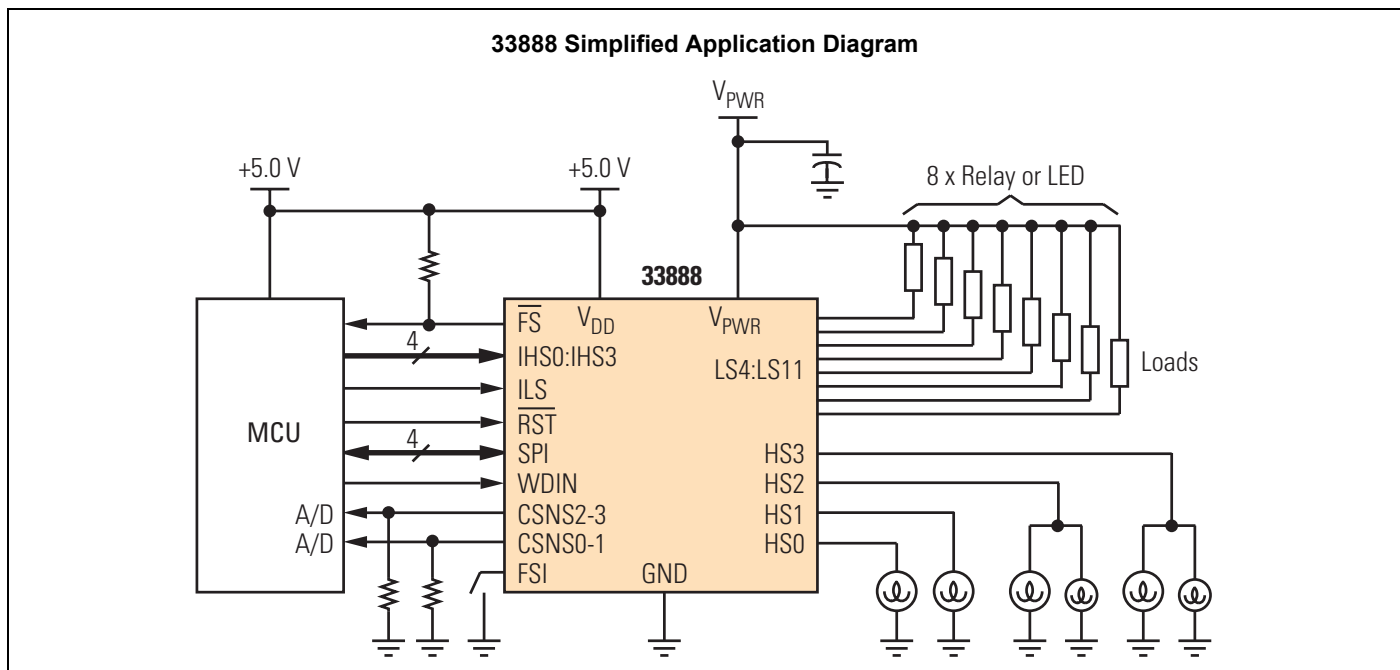 33888 Simplified Application Diagram
VPWR
+5.0 V
+5.0 V
8 x Relay or LED
33888
FS
VDD
VPWR
4
IHS0:IHS3
LS4:LS11
Loads
ILS
RST
MCU
4
SPI
HS3
WDIN
HS2
A/D
CSNS2-3
HS1
A/D
CSNS0-1
HS0
FSI
GND